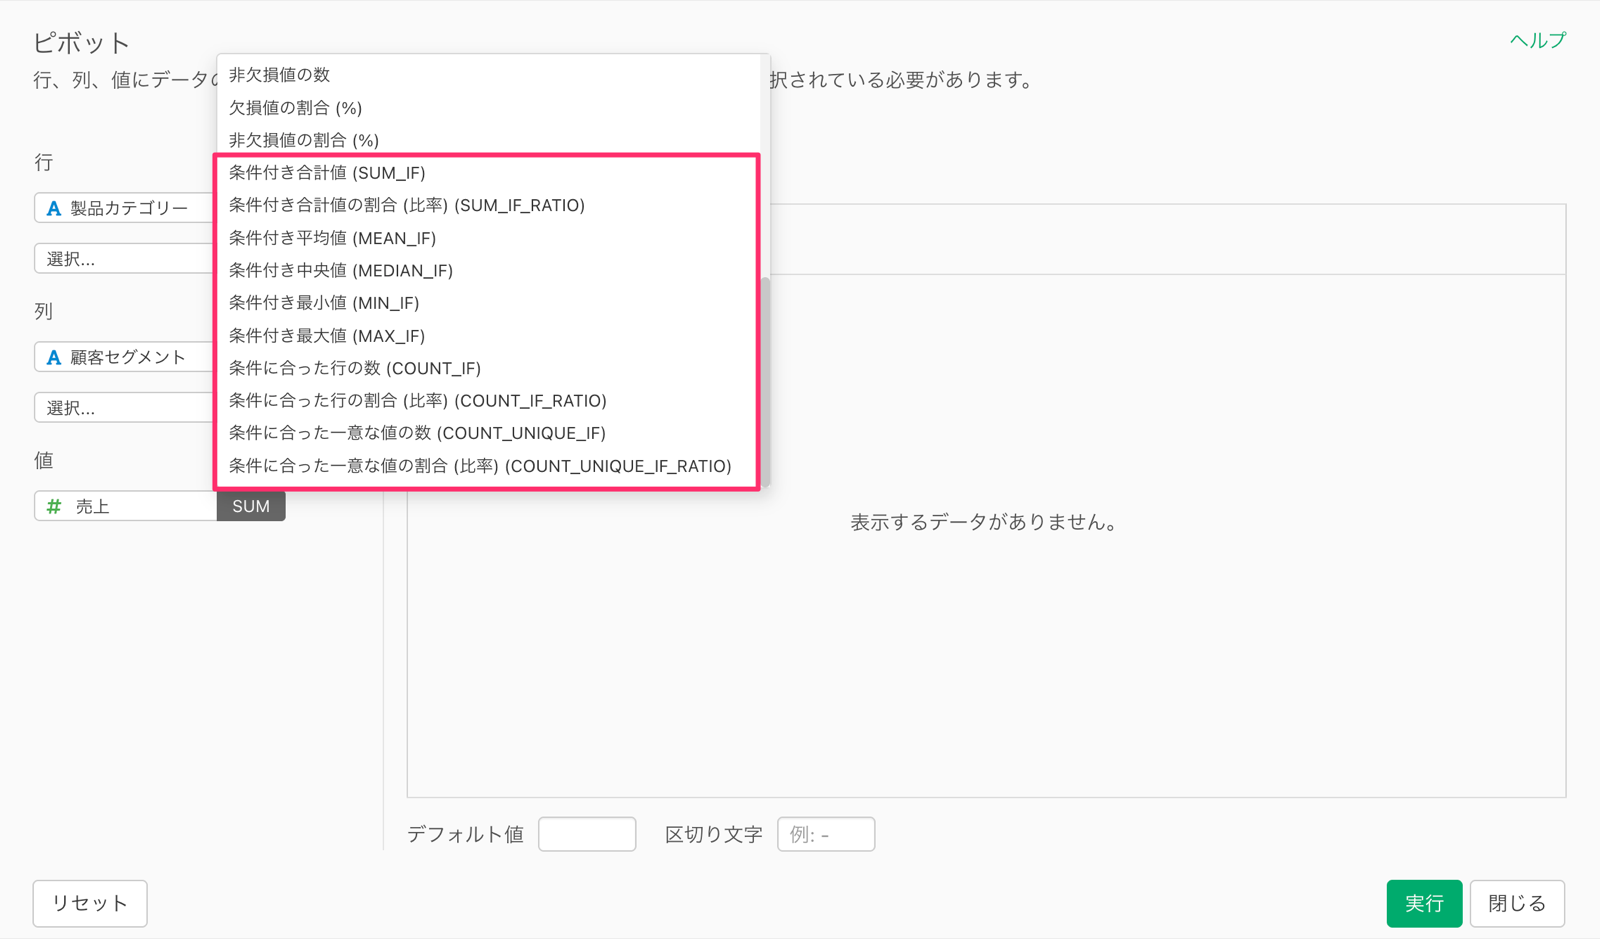 ピボット
ヘルプ
行、列、値にデータの
択されている必要があります。
非欠損値の数
欠損値の割合 (%)
非欠損値の割合 (%)
条件付き合計値 (SUM_IF)
条件付き合計値の割合 (比率) (SUM_IF_RATIO)
条件付き平均値 (MEAN_IF)
条件付き中央値 (MEDIAN_IF)
条件付き最小値 (MIN_IF)
条件付き最大値 (MAX_IF)
条件に合った行の数 (COUNT_IF)
条件に合った行の割合 (比率) (COUNT_IF_RATIO)
条件に合った一意な値の数 (COUNT_UNIQUE_IF)
条件に合った一意な値の割合 (比率) (COUNT_UNIQUE_IF_RATIO)
行
A 製品カテゴリー
選択...
列
A 顧客セグメント
選択...
値
# 売上 SUM
表示するデータがありません。
デフォルト値 区切り文字 例: -
リセット 実行 閉じる